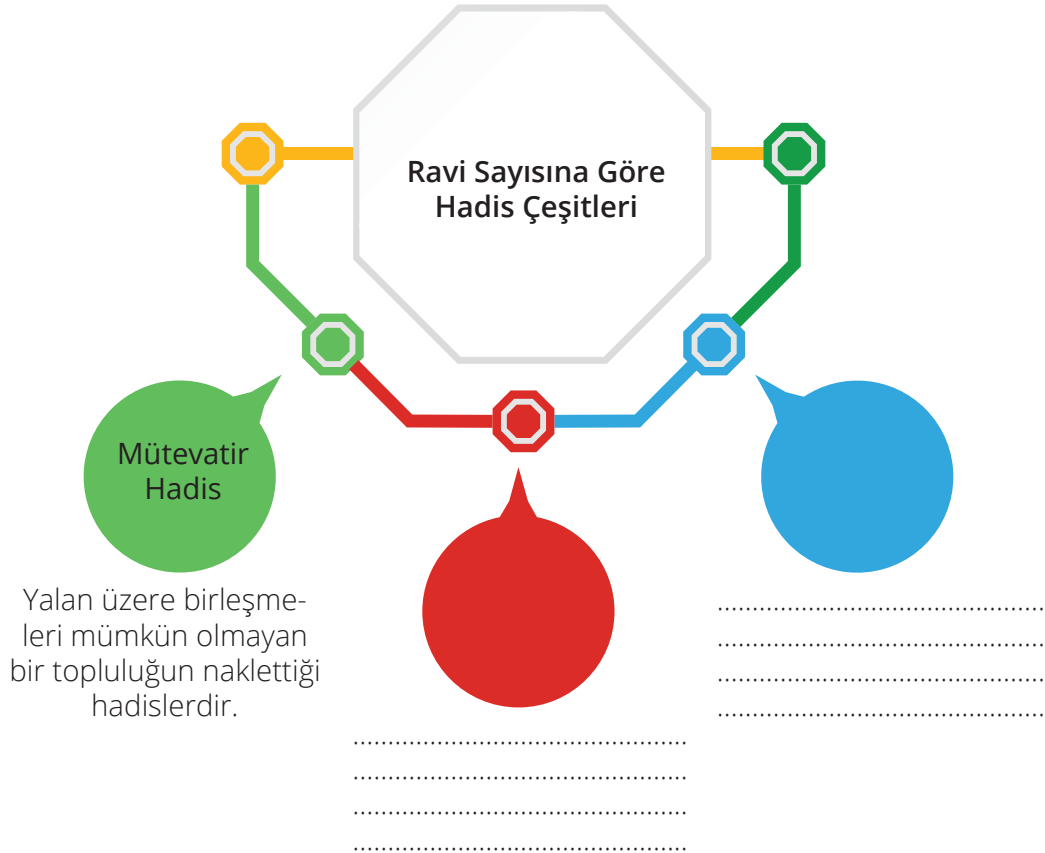 Ravi Sayısına Göre
Hadis Çeşitleri
Mütevatir
Hadis
Yalan üzere birleşme-
leri mümkün olmayan
bir topluluğun naklettiği
hadislerdir.